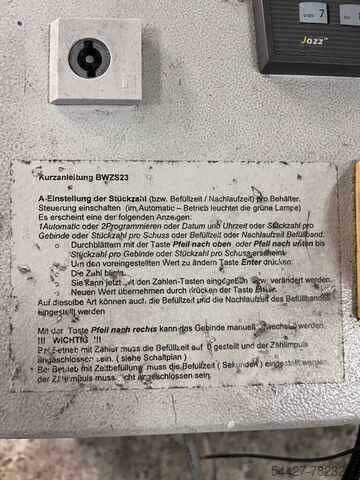 pas 7
Jazz™
Kurzanleitung BWZS23
A-Einstellung der Stückzahl (bzw. Befüllzeit / Nachlaufzeit) pro Behälter.
Steuerung einschalten (im Automatic – Betrieb leuchtet die grüne Lampe)
Es erscheint eine der folgenden Anzeigen:
1Automatic oder 2Programmieren oder Datum und Uhrzeit oder Stückzahl pro
Gebinde oder Stückzahl pro Schuss oder Befüllzeit oder Nachlaufzeit Befüllband.
o Durchblättern mit der Taste Pfeil nach oben oder Pfeil nach unten bis
Stückzahl pro Gebinde oder Stückzahl pro Schuss erscheint.
o Um den voreingestellten Wert zu ändern Taste Enter drücken.
o Die Zahl blinkt.
o Sie kann jetzt mit den Zahlen-Tasten eingegeben bzw. verändert werden.
o Neuen Wert übernehmen durch drücken der Taste Enter.
Auf dieselbe Art können auch die Befüllzeit und die Nachlaufzeit des Befüllbandes
eingestellt werden
Mit der Taste Pfeil nach rechts kann das Gebinde manuell gewechselt werden.
!!! WICHTIG !!!
Bei Betrieb mit Zähler muss die Befüllzeit auf 0 gestellt und der Zählimpuls
eingeschlossen sein. ( siehe Schaltplan )
Bei Betrieb mit Zeitbefüllung muss die Befüllzeit ( Sekunden ) eingestellt werden
der Zählimpuls muss nicht angeschlossen sein.
54427-78232